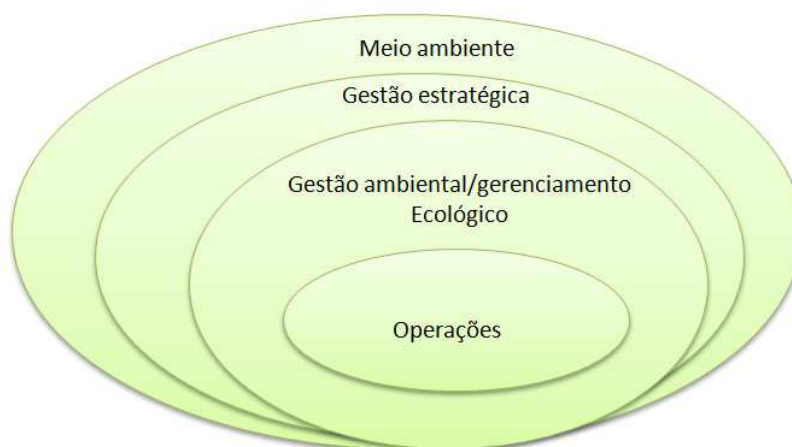 Meio ambiente
Gestão estratégica
Gestão ambiental/gerenciamento
Ecológico
Operações